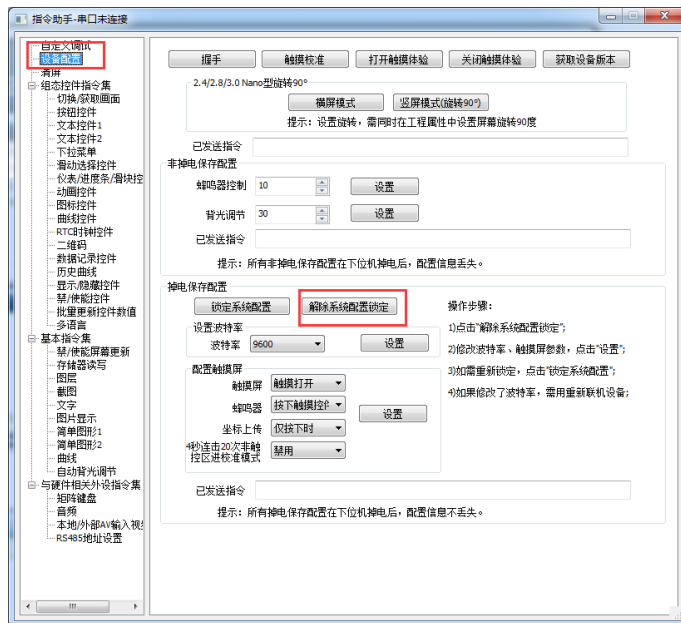 指令助手-串口未连接
自定义调试
设备配置
清屏
组态控件指令集
切换/获取画面
按钮控件
文本控件1
文本控件2
下拉菜单
滑动选择控件
仪表/进度条/滑块控
动画控件
图标控件
曲线控件
RTC时钟控件
二维码
数据记录控件
历史曲线
显示/隐藏控件
禁/使能控件
批量更新控件数值
多语言
基本指令集
禁/使能屏幕更新
存储器读写
图层
截图
文字
图片显示
简单图形1
简单图形2
曲线
自动背光调节
与硬件相关外设指令集
矩阵键盘
音频
本地/外部AV输入视
RS485地址设置
握手 触摸校准 打开触摸体验 关闭触摸体验 获取设备版本
2.4/2.8/3.0 Nano型旋转90°
横屏模式 竖屏模式(旋转90°)
提示：设置旋转，需同时在工程属性中设置屏幕旋转90度
已发送指令
非掉电保存配置
蜂鸣器控制 10 设置
背光调节 30 设置
已发送指令
提示：所有非掉电保存配置在下位机掉电后，配置信息丢失。
掉电保存配置
锁定系统配置 解除系统配置锁定 操作步骤：
设置波特率
波特率 9600 设置
1)点击"解除系统配置锁定";
2)修改波特率、触摸屏参数，点击"设置";
3)如需重新锁定，点击"锁定系统配置";
4)如果修改了波特率，需用重新联机设备;
配置触摸屏
触摸屏 触摸打开
蜂鸣器 按下触摸控件
设置
坐标上传 仅按下时
4秒连击20次非触
控区进校准模式 禁用
已发送指令
提示：所有掉电保存配置在下位机掉电后，配置信息不丢失。